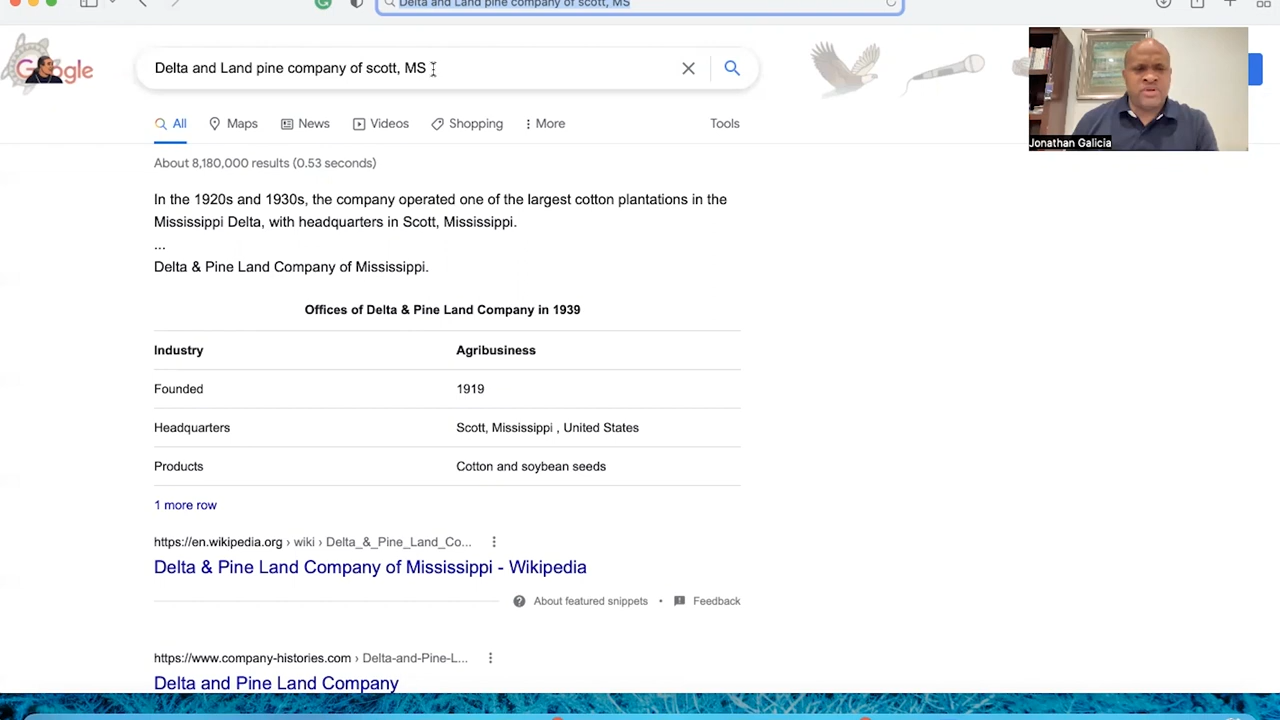 Delta and Land pine company of scott, MS
Google
Delta and Land pine company of scott, MS
All
Maps
News
Videos
Shopping
More
Tools
Jonathan Galicia
About 8,180,000 results (0.53 seconds)
In the 1920s and 1930s, the company operated one of the largest cotton plantations in the
Mississippi Delta, with headquarters in Scott, Mississippi.
...
Delta & Pine Land Company of Mississippi.
Offices of Delta & Pine Land Company in 1939
Industry Agribusiness
Founded 1919
Headquarters Scott, Mississippi , United States
Products Cotton and soybean seeds
1 more row
https://en.wikipedia.org › wiki › Delta_&_Pine_Land_Co...
Delta & Pine Land Company of Mississippi - Wikipedia
About featured snippets • Feedback
https://www.company-histories.com › Delta-and-Pine-L...
Delta and Pine Land Company